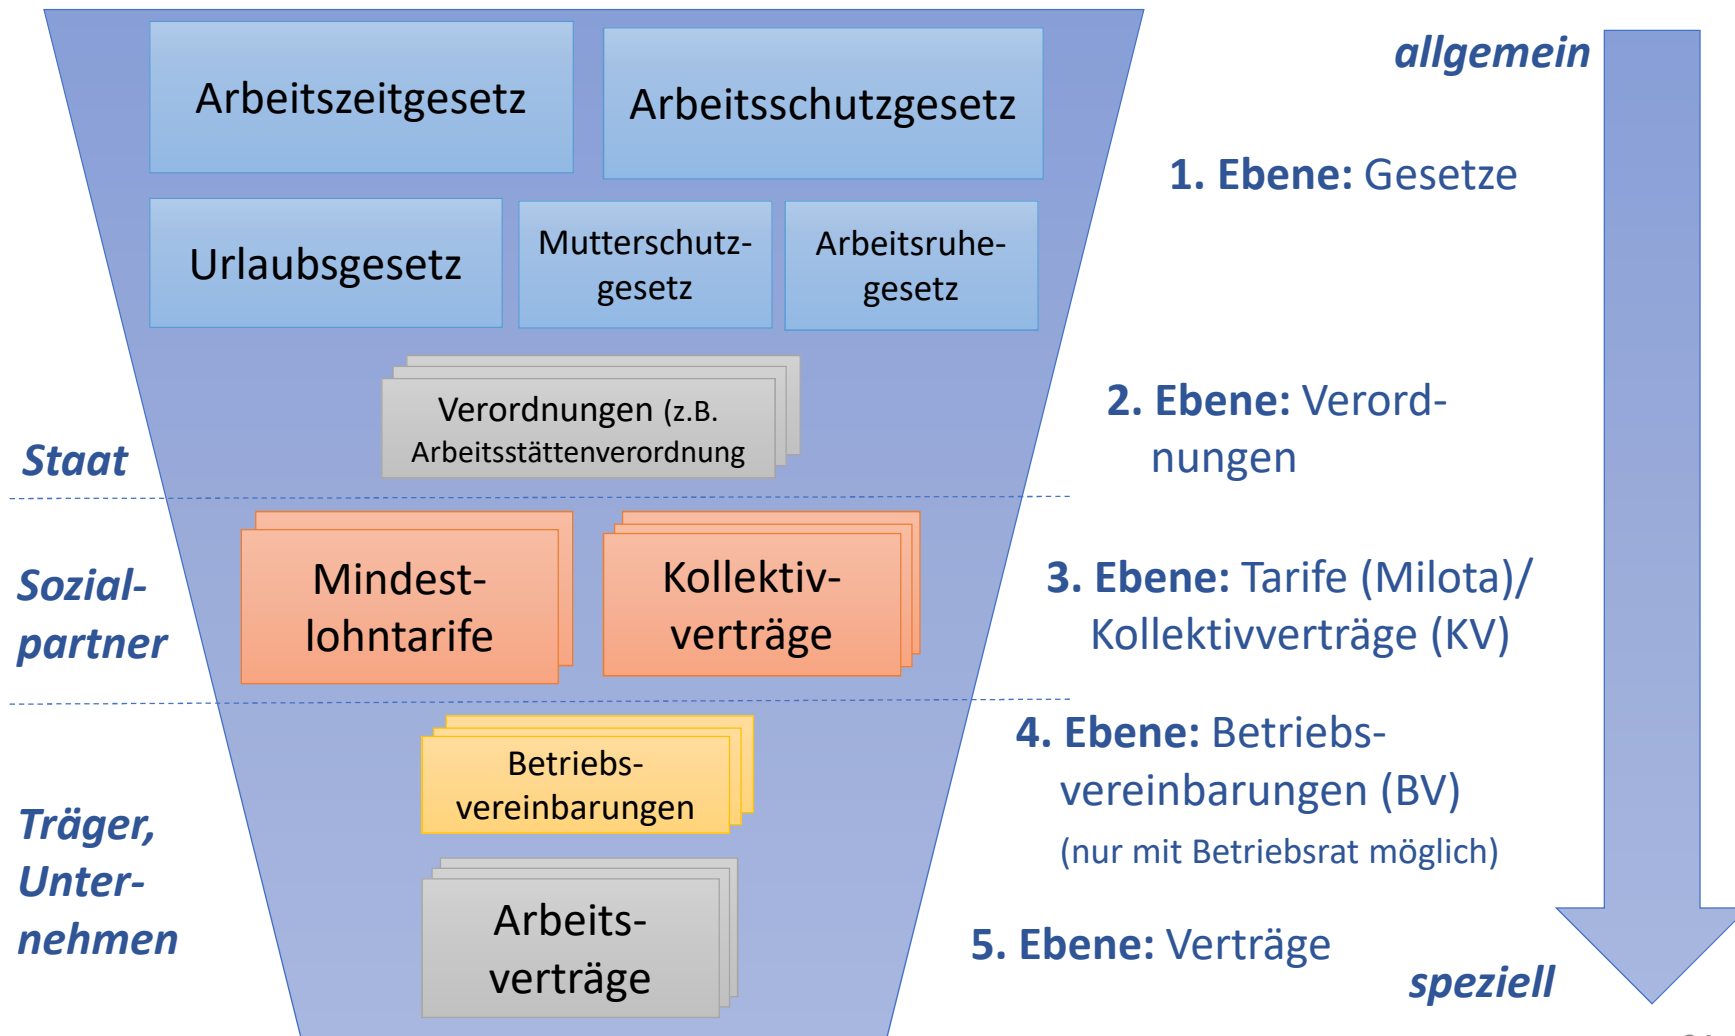 Arbeitszeitgesetz
Arbeitsschutzgesetz
Urlaubsgesetz
Mutterschutz-
gesetz
Arbeitsruhe-
gesetz
Verordnungen (z.B.
Arbeitsstättenverordnung
Mindest-
lohntarife
Kollektiv-
verträge
Betriebs-
vereinbarungen
Arbeits-
verträge
Staat
Sozial-
partner
Träger,
Unter-
nehmen
allgemein
1. Ebene: Gesetze
2. Ebene: Verord-
nungen
3. Ebene: Tarife (Milota)/
Kollektivverträge (KV)
4. Ebene: Betriebs-
vereinbarungen (BV)
(nur mit Betriebsrat möglich)
5. Ebene: Verträge
speziell